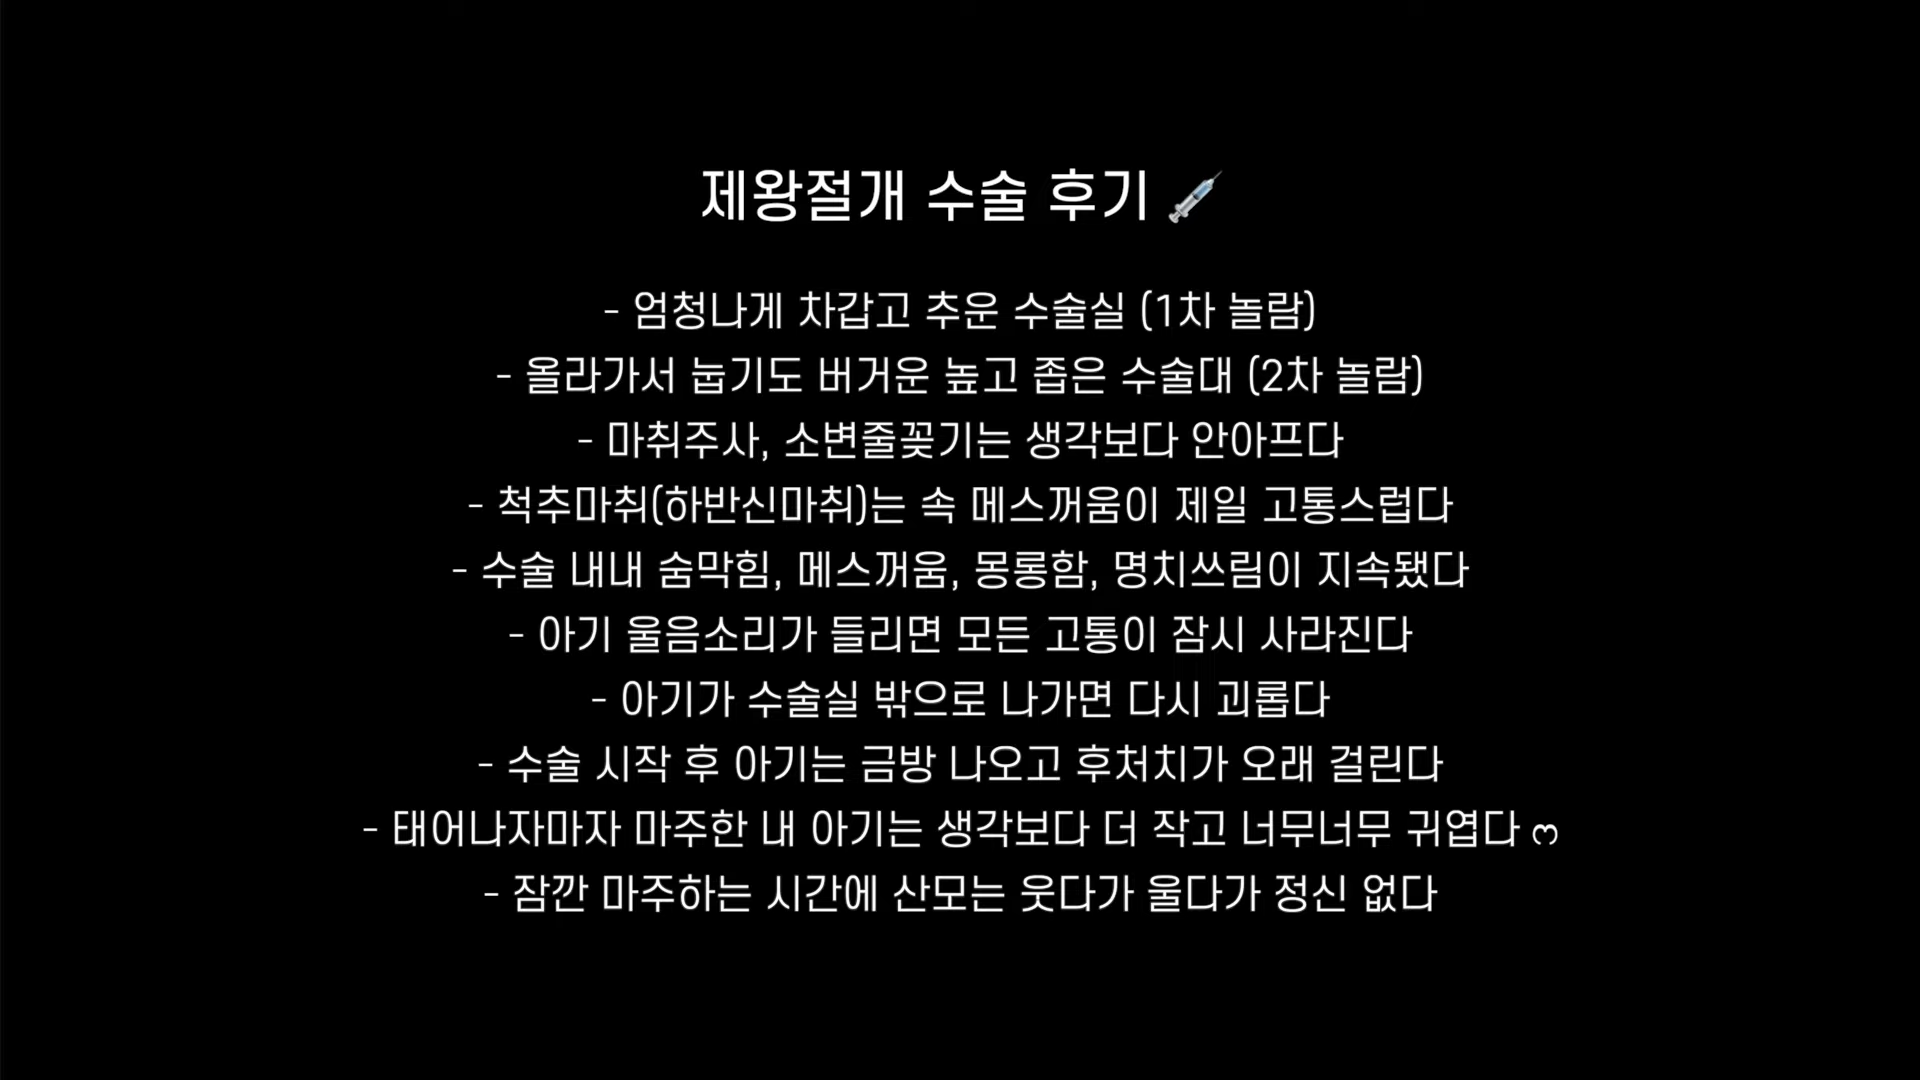 제왕절개 수술 후기 💉
- 엄청나게 차갑고 추운 수술실 (1차 놀람)
- 올라가서 눕기도 버거운 높고 좁은 수술대 (2차 놀람)
- 마취주사, 소변줄꽂기는 생각보다 안아프다
- 척추마취(하반신마취)는 속 메스꺼움이 제일 고통스럽다
- 수술 내내 숨막힘, 메스꺼움, 몽롱함, 명치쓰림이 지속됐다
- 아기 울음소리가 들리면 모든 고통이 잠시 사라진다
- 아기가 수술실 밖으로 나가면 다시 괴롭다
- 수술 시작 후 아기는 금방 나오고 후처치가 오래 걸린다
- 태어나자마자 마주한 내 아기는 생각보다 더 작고 너무너무 귀엽다 ෆ
- 잠깐 마주하는 시간에 산모는 웃다가 울다가 정신 없다